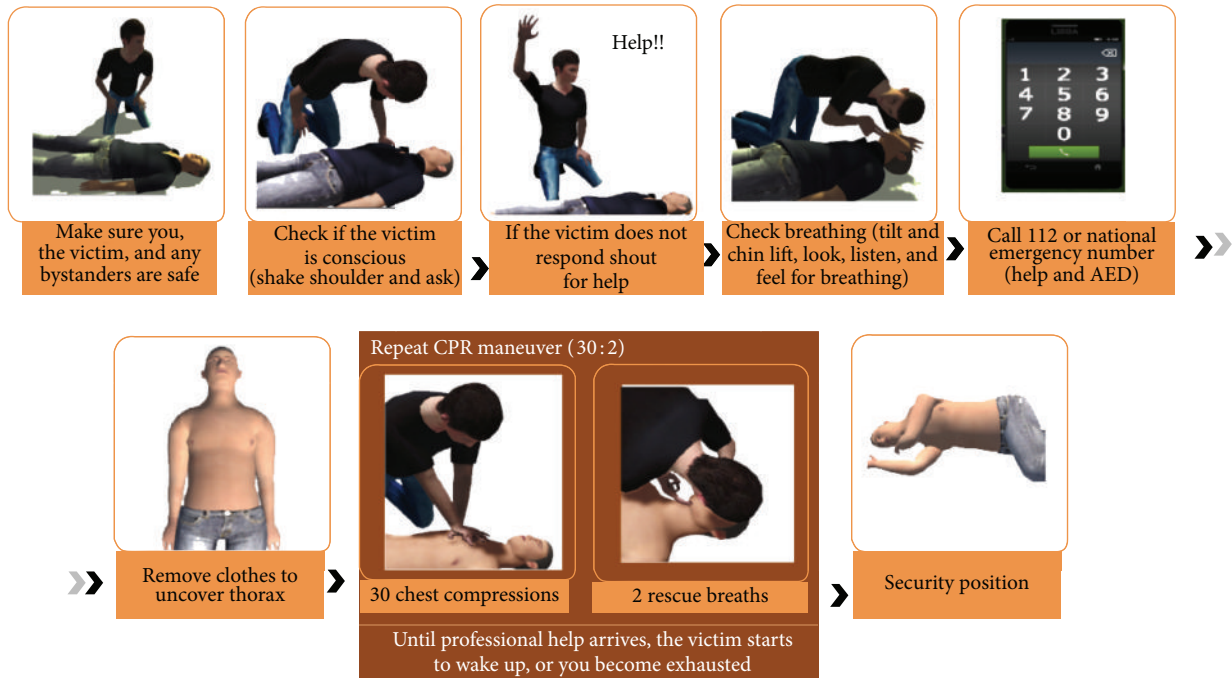 Help!!
LISSA
1 2 3
4 5 6
7 8 9
0
Make sure you,
the victim, and any
bystanders are safe
Check if the victim
is conscious
(shake shoulder and ask)
If the victim does not
respond shout
for help
Check breathing (tilt and
chin lift, look, listen, and
feel for breathing)
Call 112 or national
emergency number
(help and AED)
Remove clothes to
uncover thorax
Repeat CPR maneuver (30:2)
30 chest compressions
2 rescue breaths
Until professional help arrives, the victim starts
to wake up, or you become exhausted
Security position